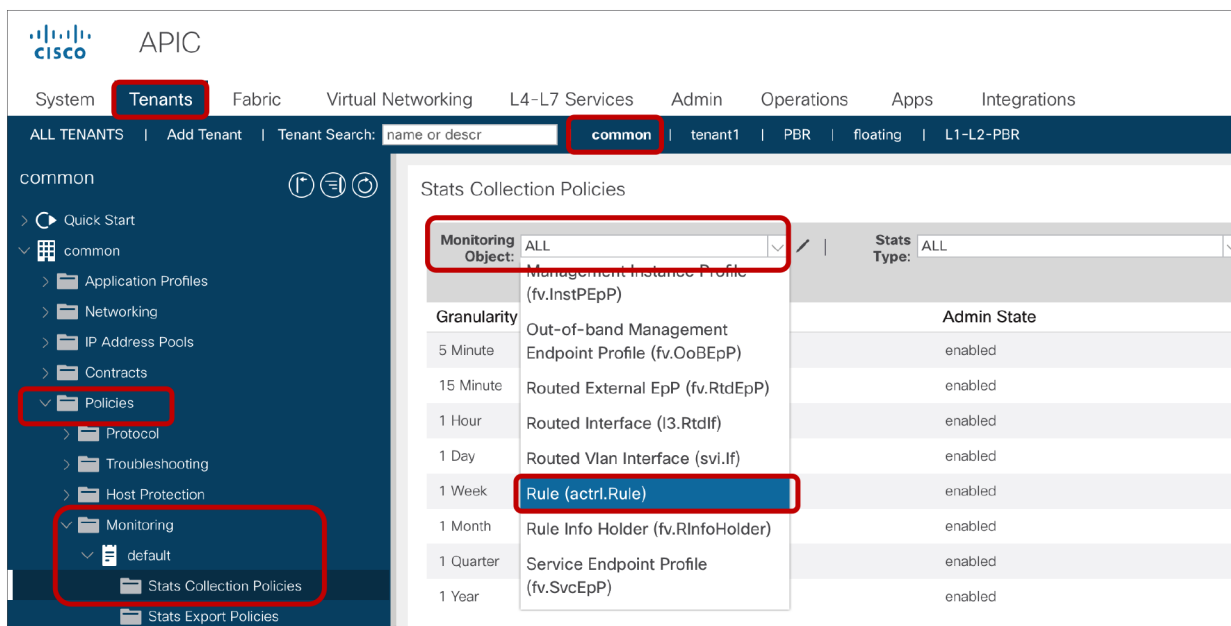 CISCO
APIC
System Tenants Fabric Virtual Networking L4-L7 Services Admin Operations Apps Integrations
ALL TENANTS | Add Tenant | Tenant Search: name or descr common | tenant1 | PBR | floating | L1-L2-PBR
common
Quick Start
common
Application Profiles
Networking
IP Address Pools
Contracts
Policies
Protocol
Troubleshooting
Host Protection
Monitoring
default
Stats Collection Policies
Stats Export Policies
Stats Collection Policies
Monitoring Object: ALL
Stats Type: ALL
Management Instance Profile
(fv.InstPEpP)
Out-of-band Management
Endpoint Profile (fv.OoBEpP)
Routed External EpP (fv.RtdEpP)
Routed Interface (l3.RtdIf)
Routed Vlan Interface (svi.If)
Rule (actrl.Rule)
Rule Info Holder (fv.RInfoHolder)
Service Endpoint Profile
(fv.SvcEpP)
Granularity Admin State
5 Minute enabled
15 Minute enabled
1 Hour enabled
1 Day enabled
1 Week enabled
1 Month enabled
1 Quarter enabled
1 Year enabled